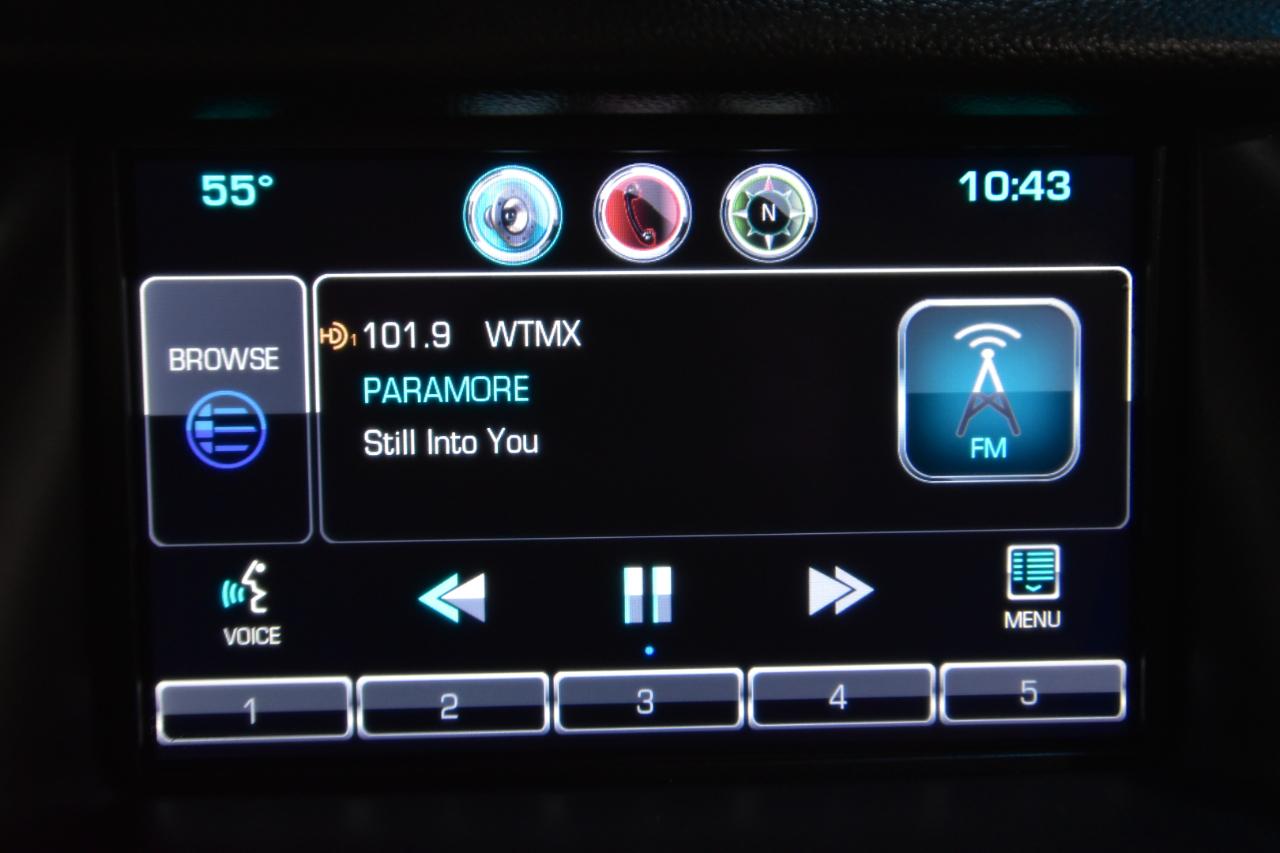 55°
10:43
N
BROWSE
HD1 101.9 WTMX
PARAMORE
Still Into You
FM
VOICE
MENU
1 2 3 4 5